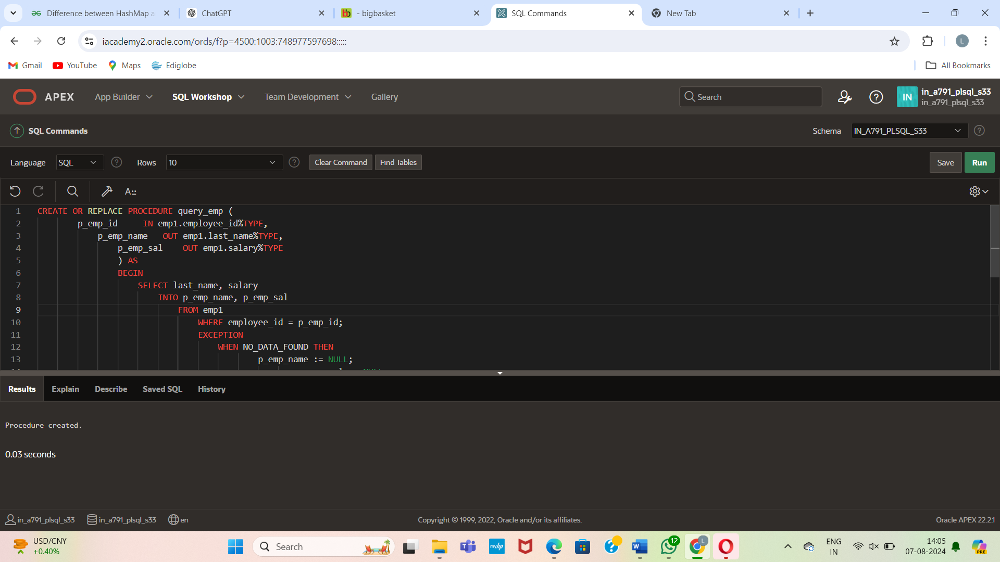 Difference between HashMap a
ChatGPT
- bigbasket
SQL Commands
New Tab
iacademy2.oracle.com/ords/f?p=4500:1003:748977597698:::::
L
Gmail
YouTube
Maps
Ediglobe
All Bookmarks
APEX
App Builder
SQL Workshop
Team Development
Gallery
Search
IN
in_a791_plsql_s33
in_a791_plsql_s33
SQL Commands
Schema
IN_A791_PLSQL_S33
Language
SQL
Rows
10
Clear Command
Find Tables
Save
Run
1 CREATE OR REPLACE PROCEDURE query_emp (
2 p_emp_id IN emp1.employee_id%TYPE,
3 p_emp_name OUT emp1.last_name%TYPE,
4 p_emp_sal OUT emp1.salary%TYPE
5 ) AS
6 BEGIN
7 SELECT last_name, salary
8 INTO p_emp_name, p_emp_sal
9 FROM emp1
10 WHERE employee_id = p_emp_id;
11 EXCEPTION
12 WHEN NO_DATA_FOUND THEN
13 p_emp_name := NULL;
Results
Explain
Describe
Saved SQL
History
Procedure created.
0.03 seconds
in_a791_plsql_s33
in_a791_plsql_s33
en
Copyright © 1999, 2022, Oracle and/or its affiliates.
Oracle APEX 22.2.1
USD/CNY
+0.40%
Search
myhp
12
L
ENG
IN
14:05
07-08-2024
PRE